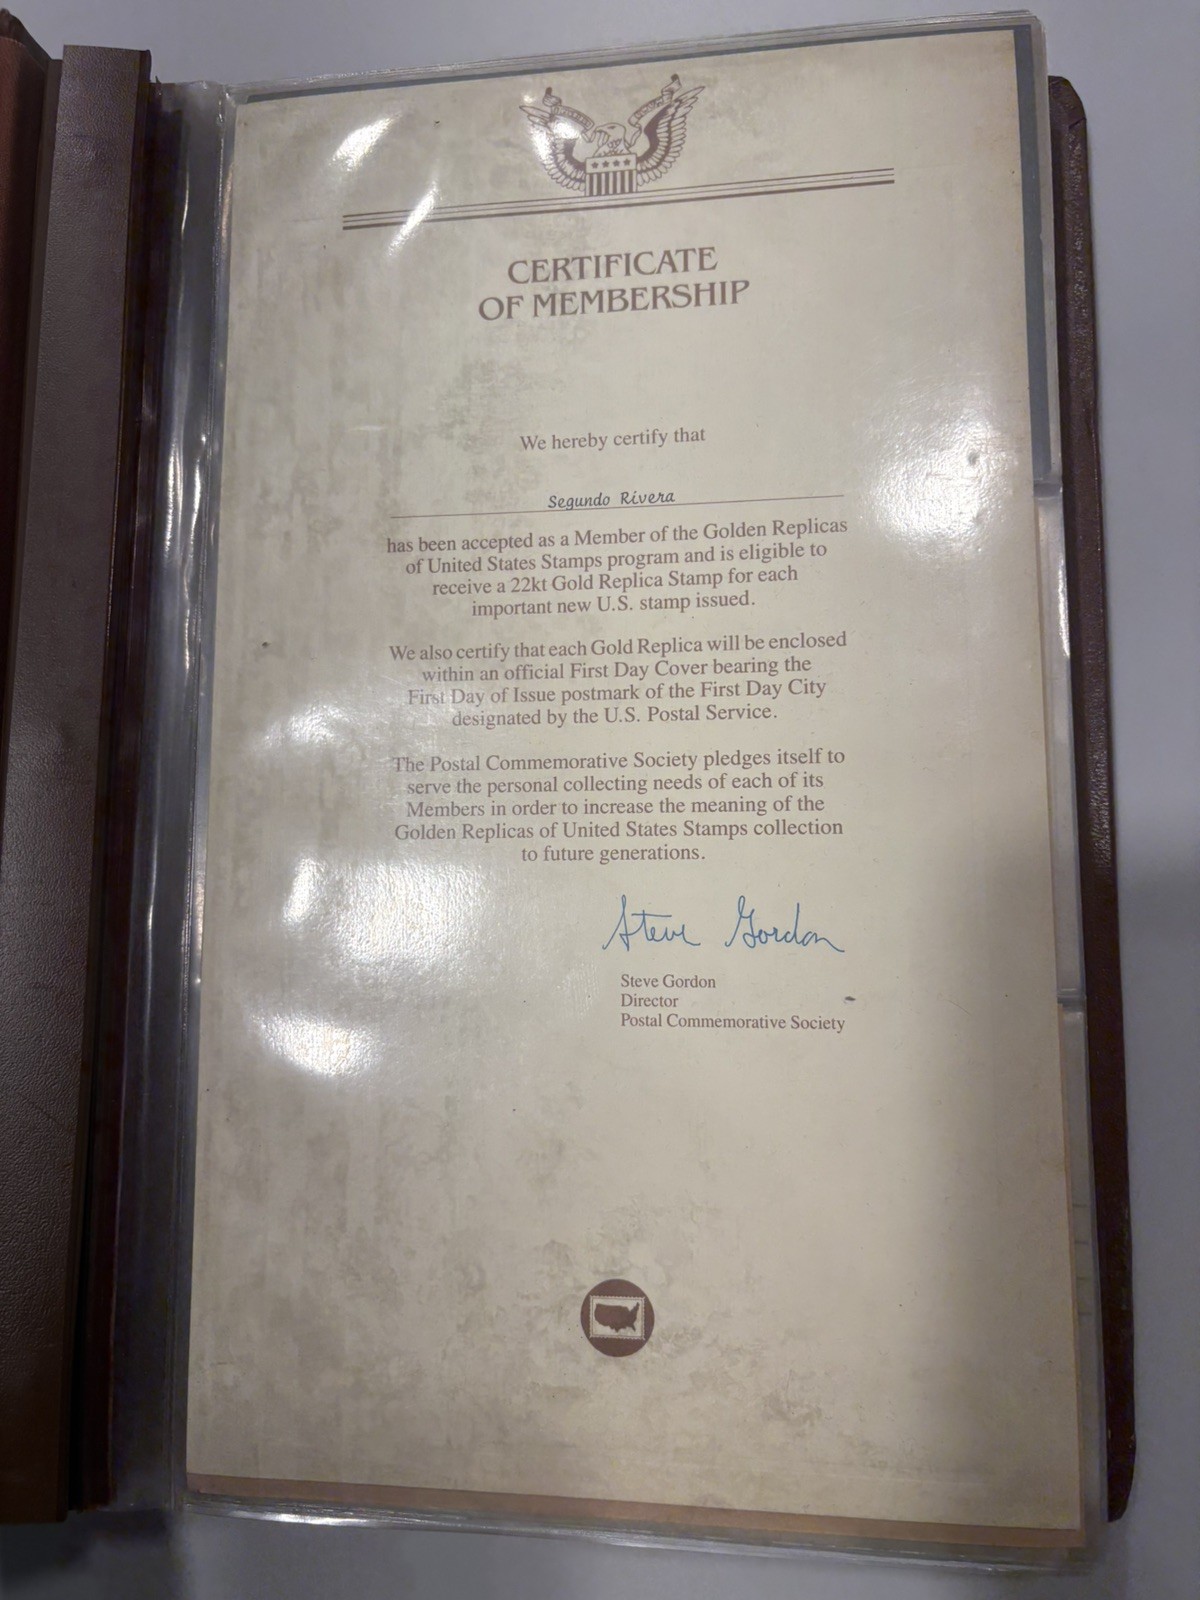 CERTIFICATE
OF MEMBERSHIP
We hereby certify that
Segundo Rivera
has been accepted as a Member of the Golden Replicas
of United States Stamps program and is eligible to
receive a 22kt Gold Replica Stamp for each
important new U.S. stamp issued.
We also certify that each Gold Replica will be enclosed
within an official First Day Cover bearing the
First Day of Issue postmark of the First Day City
designated by the U.S. Postal Service.
The Postal Commemorative Society pledges itself to
serve the personal collecting needs of each of its
Members in order to increase the meaning of the
Golden Replicas of United States Stamps collection
to future generations.
Steve Gordon
Steve Gordon
Director
Postal Commemorative Society